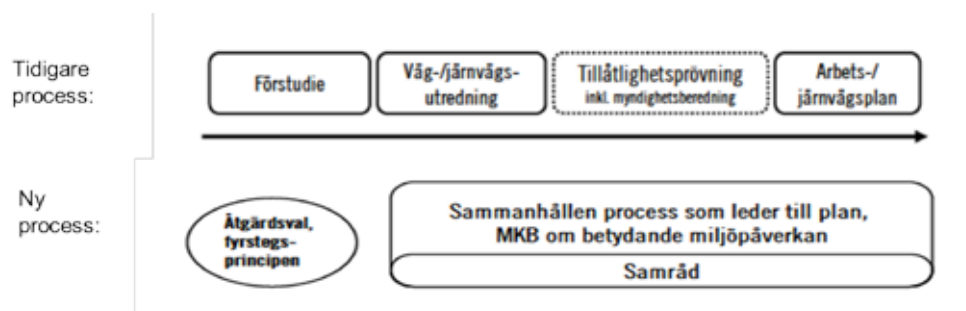 Tidigare
process:
Förstudie
Väg-/järnvägs-
utredning
Tillåtlighetsprövning
inkl. myndighetsberedning
Arbets-/
järnvägsplan
Ny
process:
Åtgärdsval,
fyrstegs-
principen
Sammanhållen process som leder till plan,
MKB om betydande miljöpåverkan
Samråd